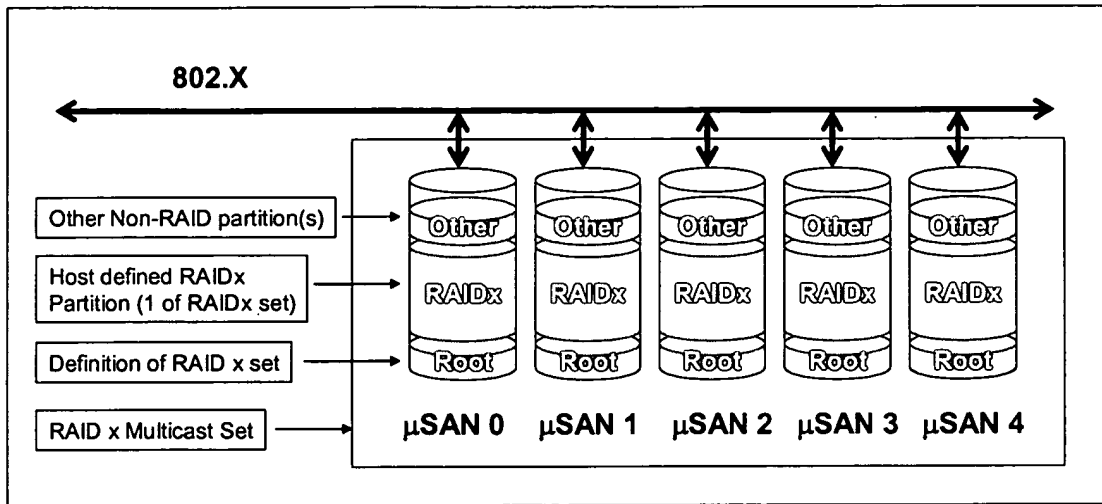 802.X
Other Non-RAID partition(s)
Other Other Other Other Other
Host defined RAIDx
Partition (1 of RAIDx set)
RAIDx RAIDx RAIDx RAIDx RAIDx
Definition of RAID x set
Root Root Root Root Root
RAID x Multicast Set
μSAN 0 μSAN 1 μSAN 2 μSAN 3 μSAN 4